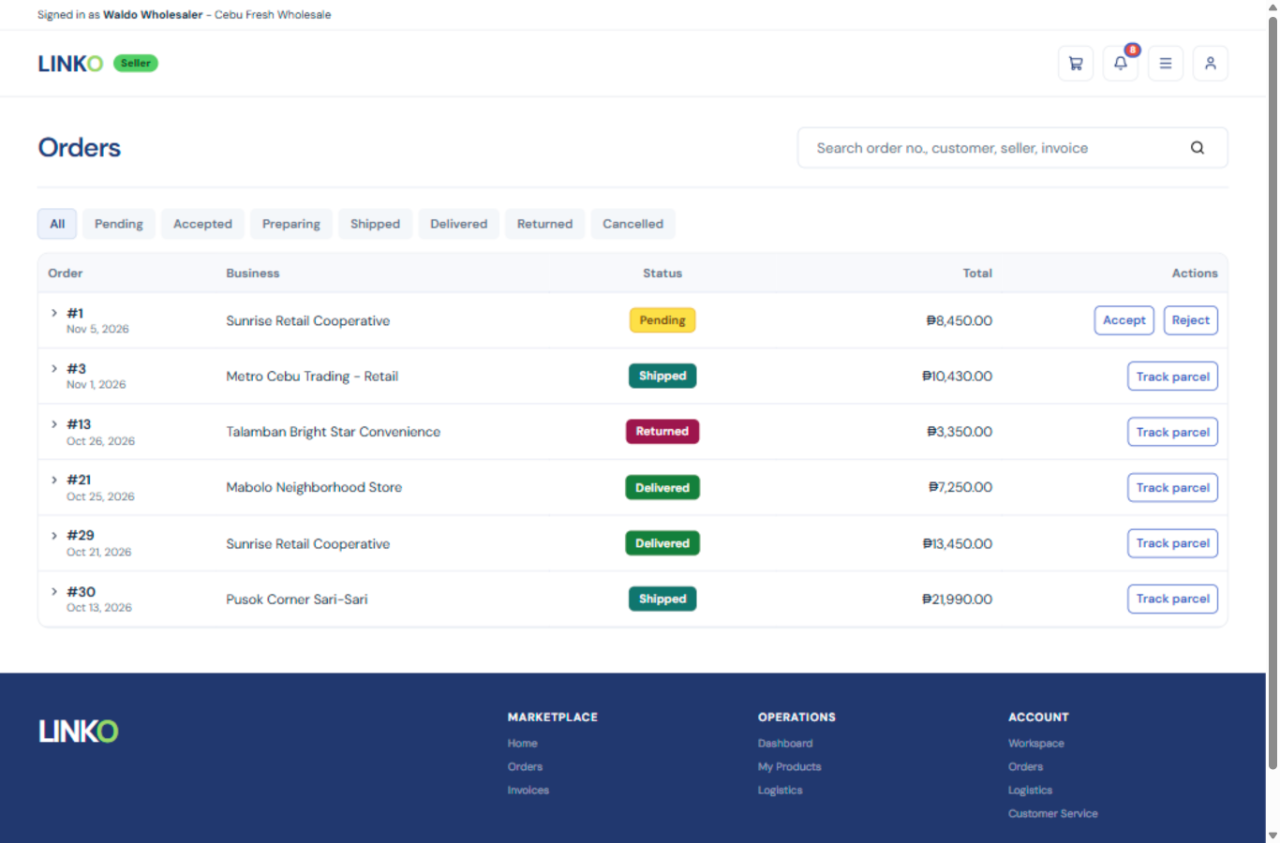 Signed in as Waldo Wholesaler - Cebu Fresh Wholesale
LINKO Seller
8
Orders
Search order no., customer, seller, invoice
All Pending Accepted Preparing Shipped Delivered Returned Cancelled
Order Business Status Total Actions
#1 Sunrise Retail Cooperative Pending ₱8,450.00 Accept Reject
Nov 5, 2026
#3 Metro Cebu Trading - Retail Shipped ₱10,430.00 Track parcel
Nov 1, 2026
#13 Talamban Bright Star Convenience Returned ₱3,350.00 Track parcel
Oct 26, 2026
#21 Mabolo Neighborhood Store Delivered ₱7,250.00 Track parcel
Oct 25, 2026
#29 Sunrise Retail Cooperative Delivered ₱13,450.00 Track parcel
Oct 21, 2026
#30 Pusok Corner Sari-Sari Shipped ₱21,990.00 Track parcel
Oct 13, 2026
LINKO
MARKETPLACE
Home
Orders
Invoices
OPERATIONS
Dashboard
My Products
Logistics
ACCOUNT
Workspace
Orders
Logistics
Customer Service